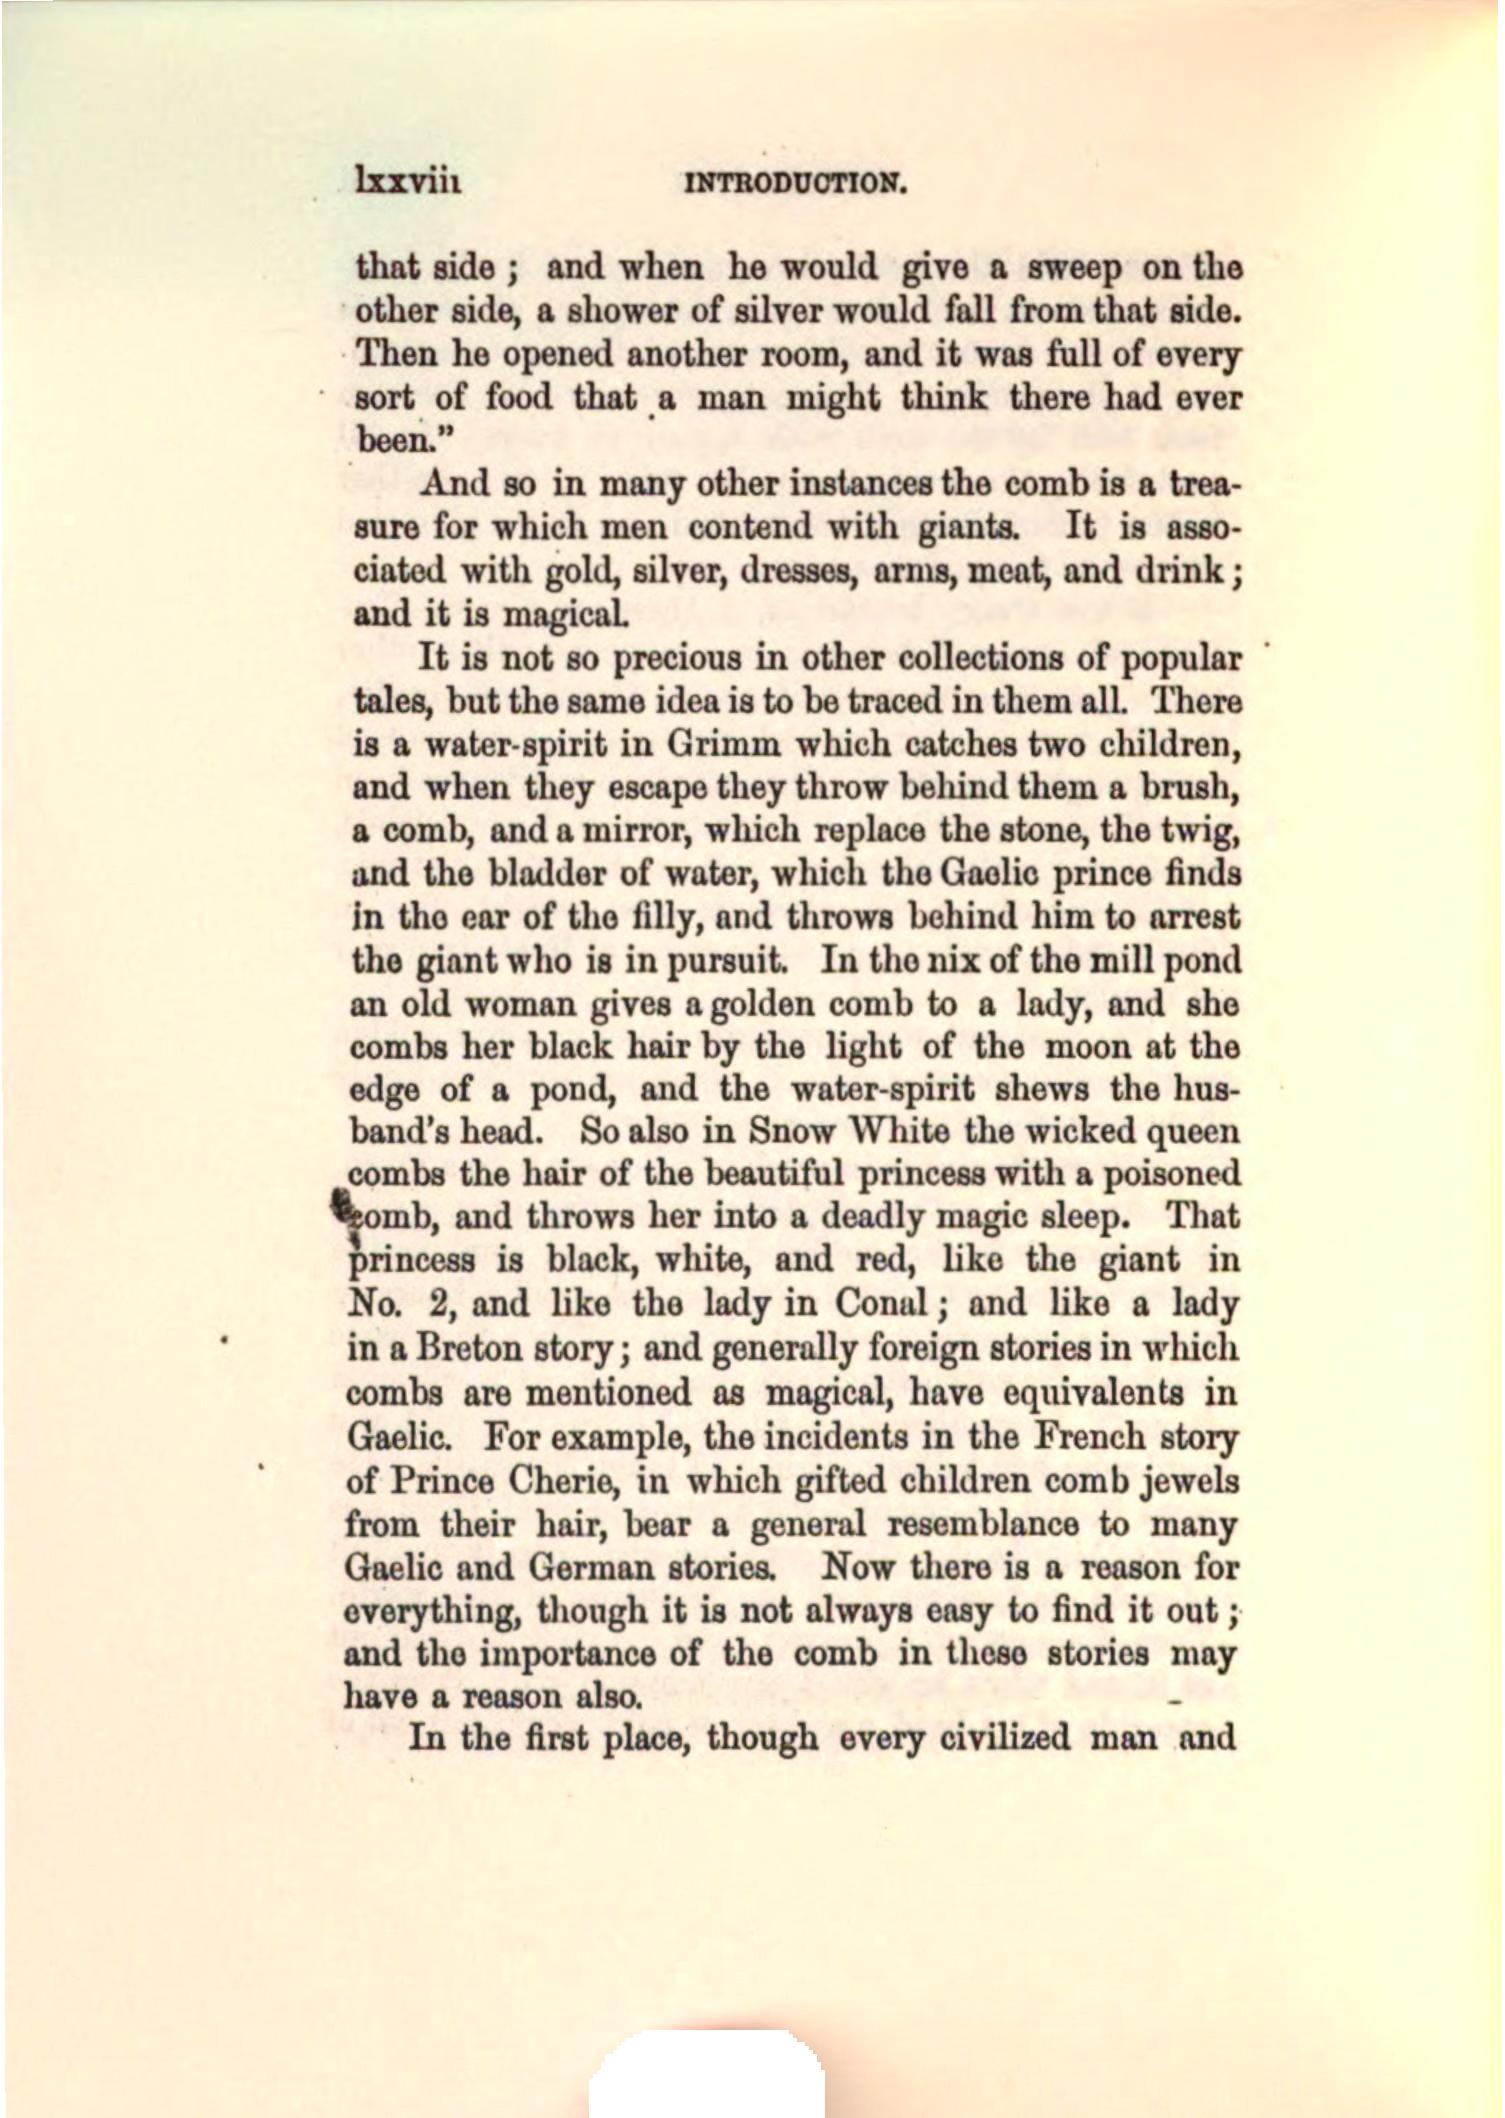 lxxviii INTRODUCTION.
that side ; and when he would give a sweep on the
other side, a shower of silver would fall from that side.
Then he opened another room, and it was full of every
sort of food that a man might think there had ever
been.”
And so in many other instances the comb is a trea-
sure for which men contend with giants. It is asso-
ciated with gold, silver, dresses, arms, meat, and drink ;
and it is magical.
It is not so precious in other collections of popular
tales, but the same idea is to be traced in them all. There
is a water-spirit in Grimm which catches two children,
and when they escape they throw behind them a brush,
a comb, and a mirror, which replace the stone, the twig,
and the bladder of water, which the Gaelic prince finds
in the ear of the filly, and throws behind him to arrest
the giant who is in pursuit. In the nix of the mill pond
an old woman gives a golden comb to a lady, and she
combs her black hair by the light of the moon at the
edge of a pond, and the water-spirit shews the hus-
band's head. So also in Snow White the wicked queen
combs the hair of the beautiful princess with a poisoned
comb, and throws her into a deadly magic sleep. That
princess is black, white, and red, like the giant in
No. 2, and like the lady in Conal ; and like a lady
in a Breton story ; and generally foreign stories in which
combs are mentioned as magical, have equivalents in
Gaelic. For example, the incidents in the French story
of Prince Cherie, in which gifted children comb jewels
from their hair, bear a general resemblance to many
Gaelic and German stories. Now there is a reason for
everything, though it is not always easy to find it out ;
and the importance of the comb in these stories may
have a reason also.
In the first place, though every civilized man and